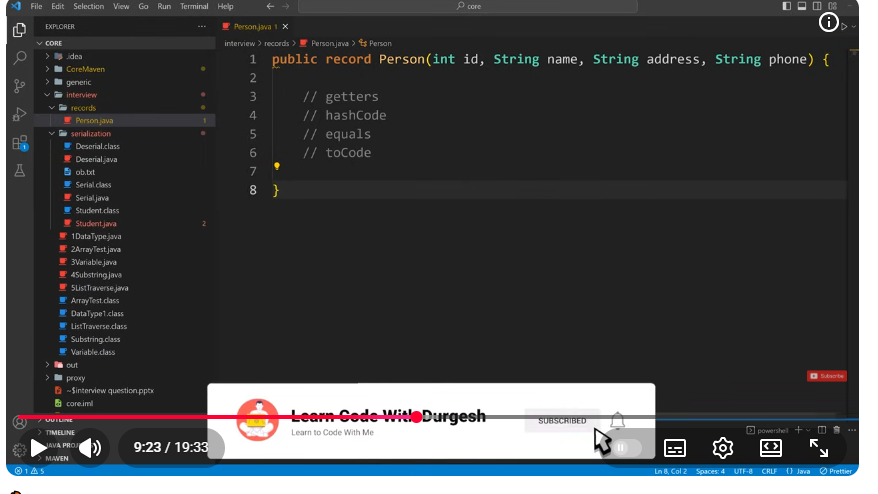 File Edit Selection View Go Run Terminal Help
core
EXPLORER
Person.java 1
CORE
interview > records > Person.java > Person
.idea
CoreMaven
generic
interview
records
Person.java 1
serialization
Deserial.class
Deserial.java
ob.txt
Serial.class
Serial.java
Student.class
Student.java 2
1DataType.java
2ArrayTest.java
3Variable.java
4Substring.java
5ListTraverse.java
ArrayTest.class
DataType1.class
ListTraverse.class
Substring.class
Variable.class
out
proxy
~$interview question.pptx
core.iml
OUTLINE
TIMELINE
JAVA PROJ
MAVEN
1 public record Person(int id, String name, String address, String phone) {
2
3 // getters
4 // hashCode
5 // equals
6 // toCode
7
8 }
1
Subscribe
Learn Code With Durgesh
Learn to Code With Me
SUBSCRIBED
powershell
9:23 / 19:33
1 5
Ln 8, Col 2 Spaces: 4 UTF-8 CRLF {} Java Prettier